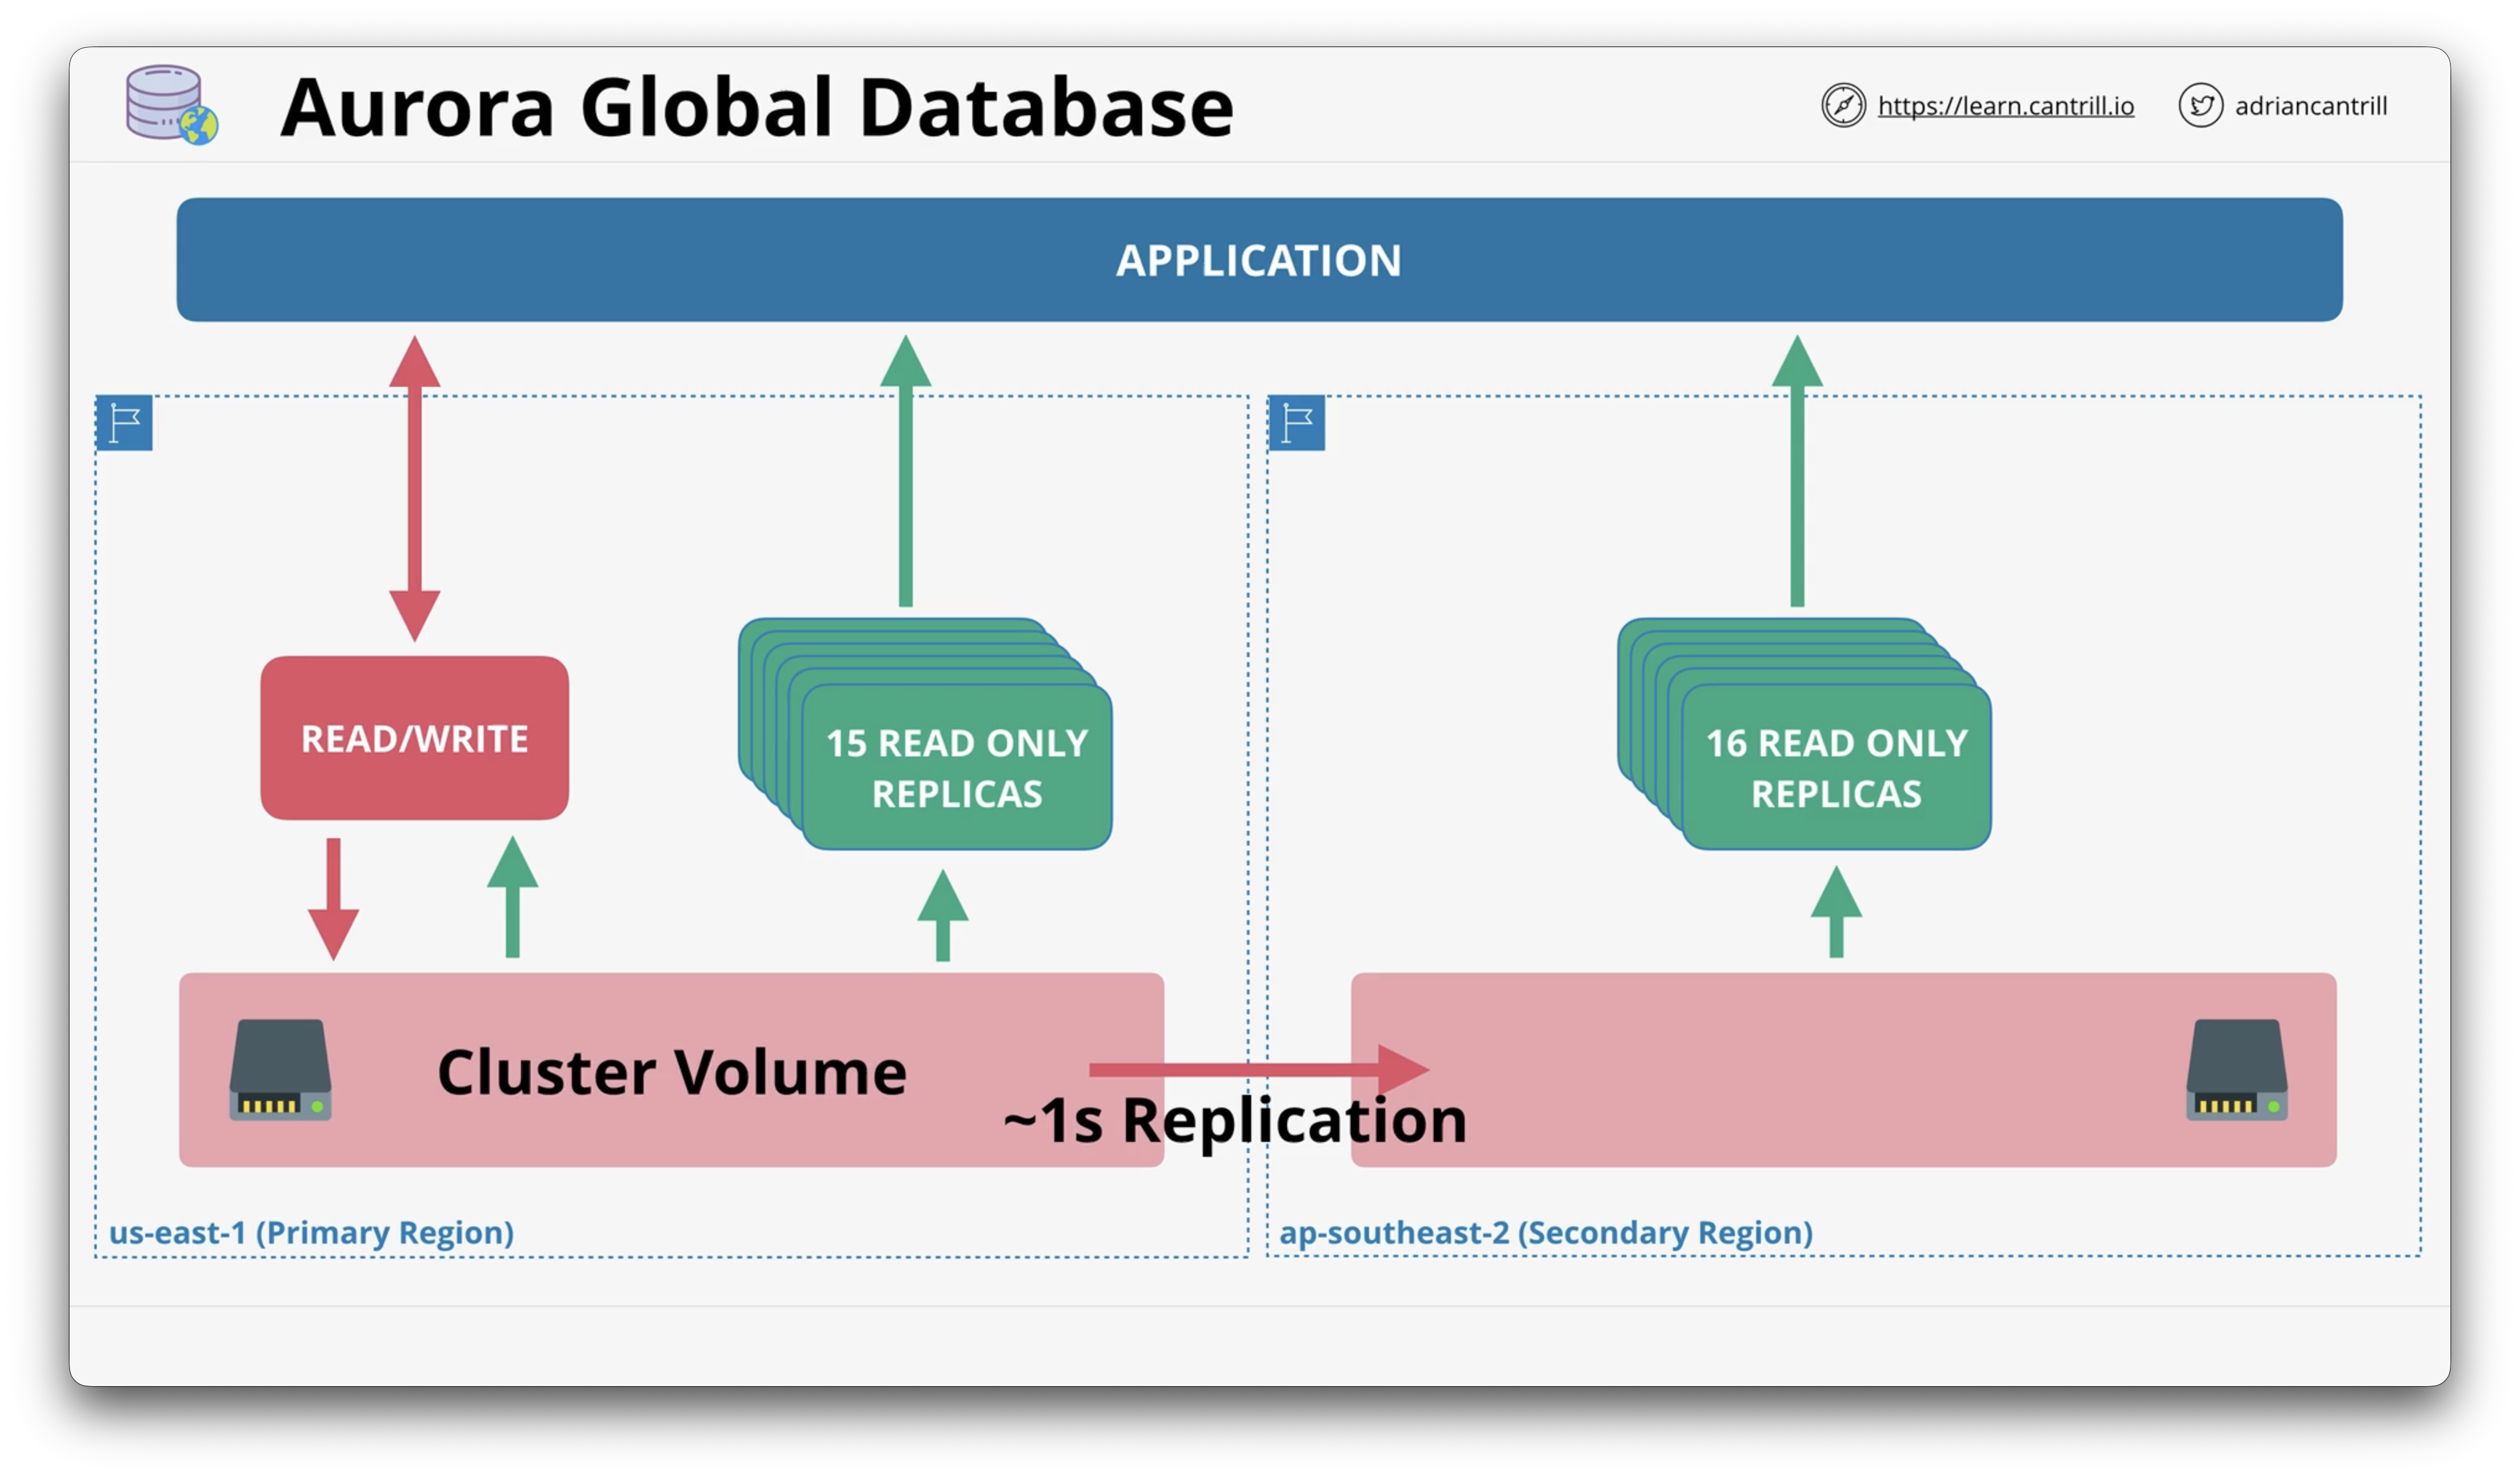 Aurora Global Database
https://learn.cantrill.io
adriancantrill
APPLICATION
READ/WRITE
15 READ ONLY
REPLICAS
16 READ ONLY
REPLICAS
Cluster Volume
~1s Replication
us-east-1 (Primary Region)
ap-southeast-2 (Secondary Region)